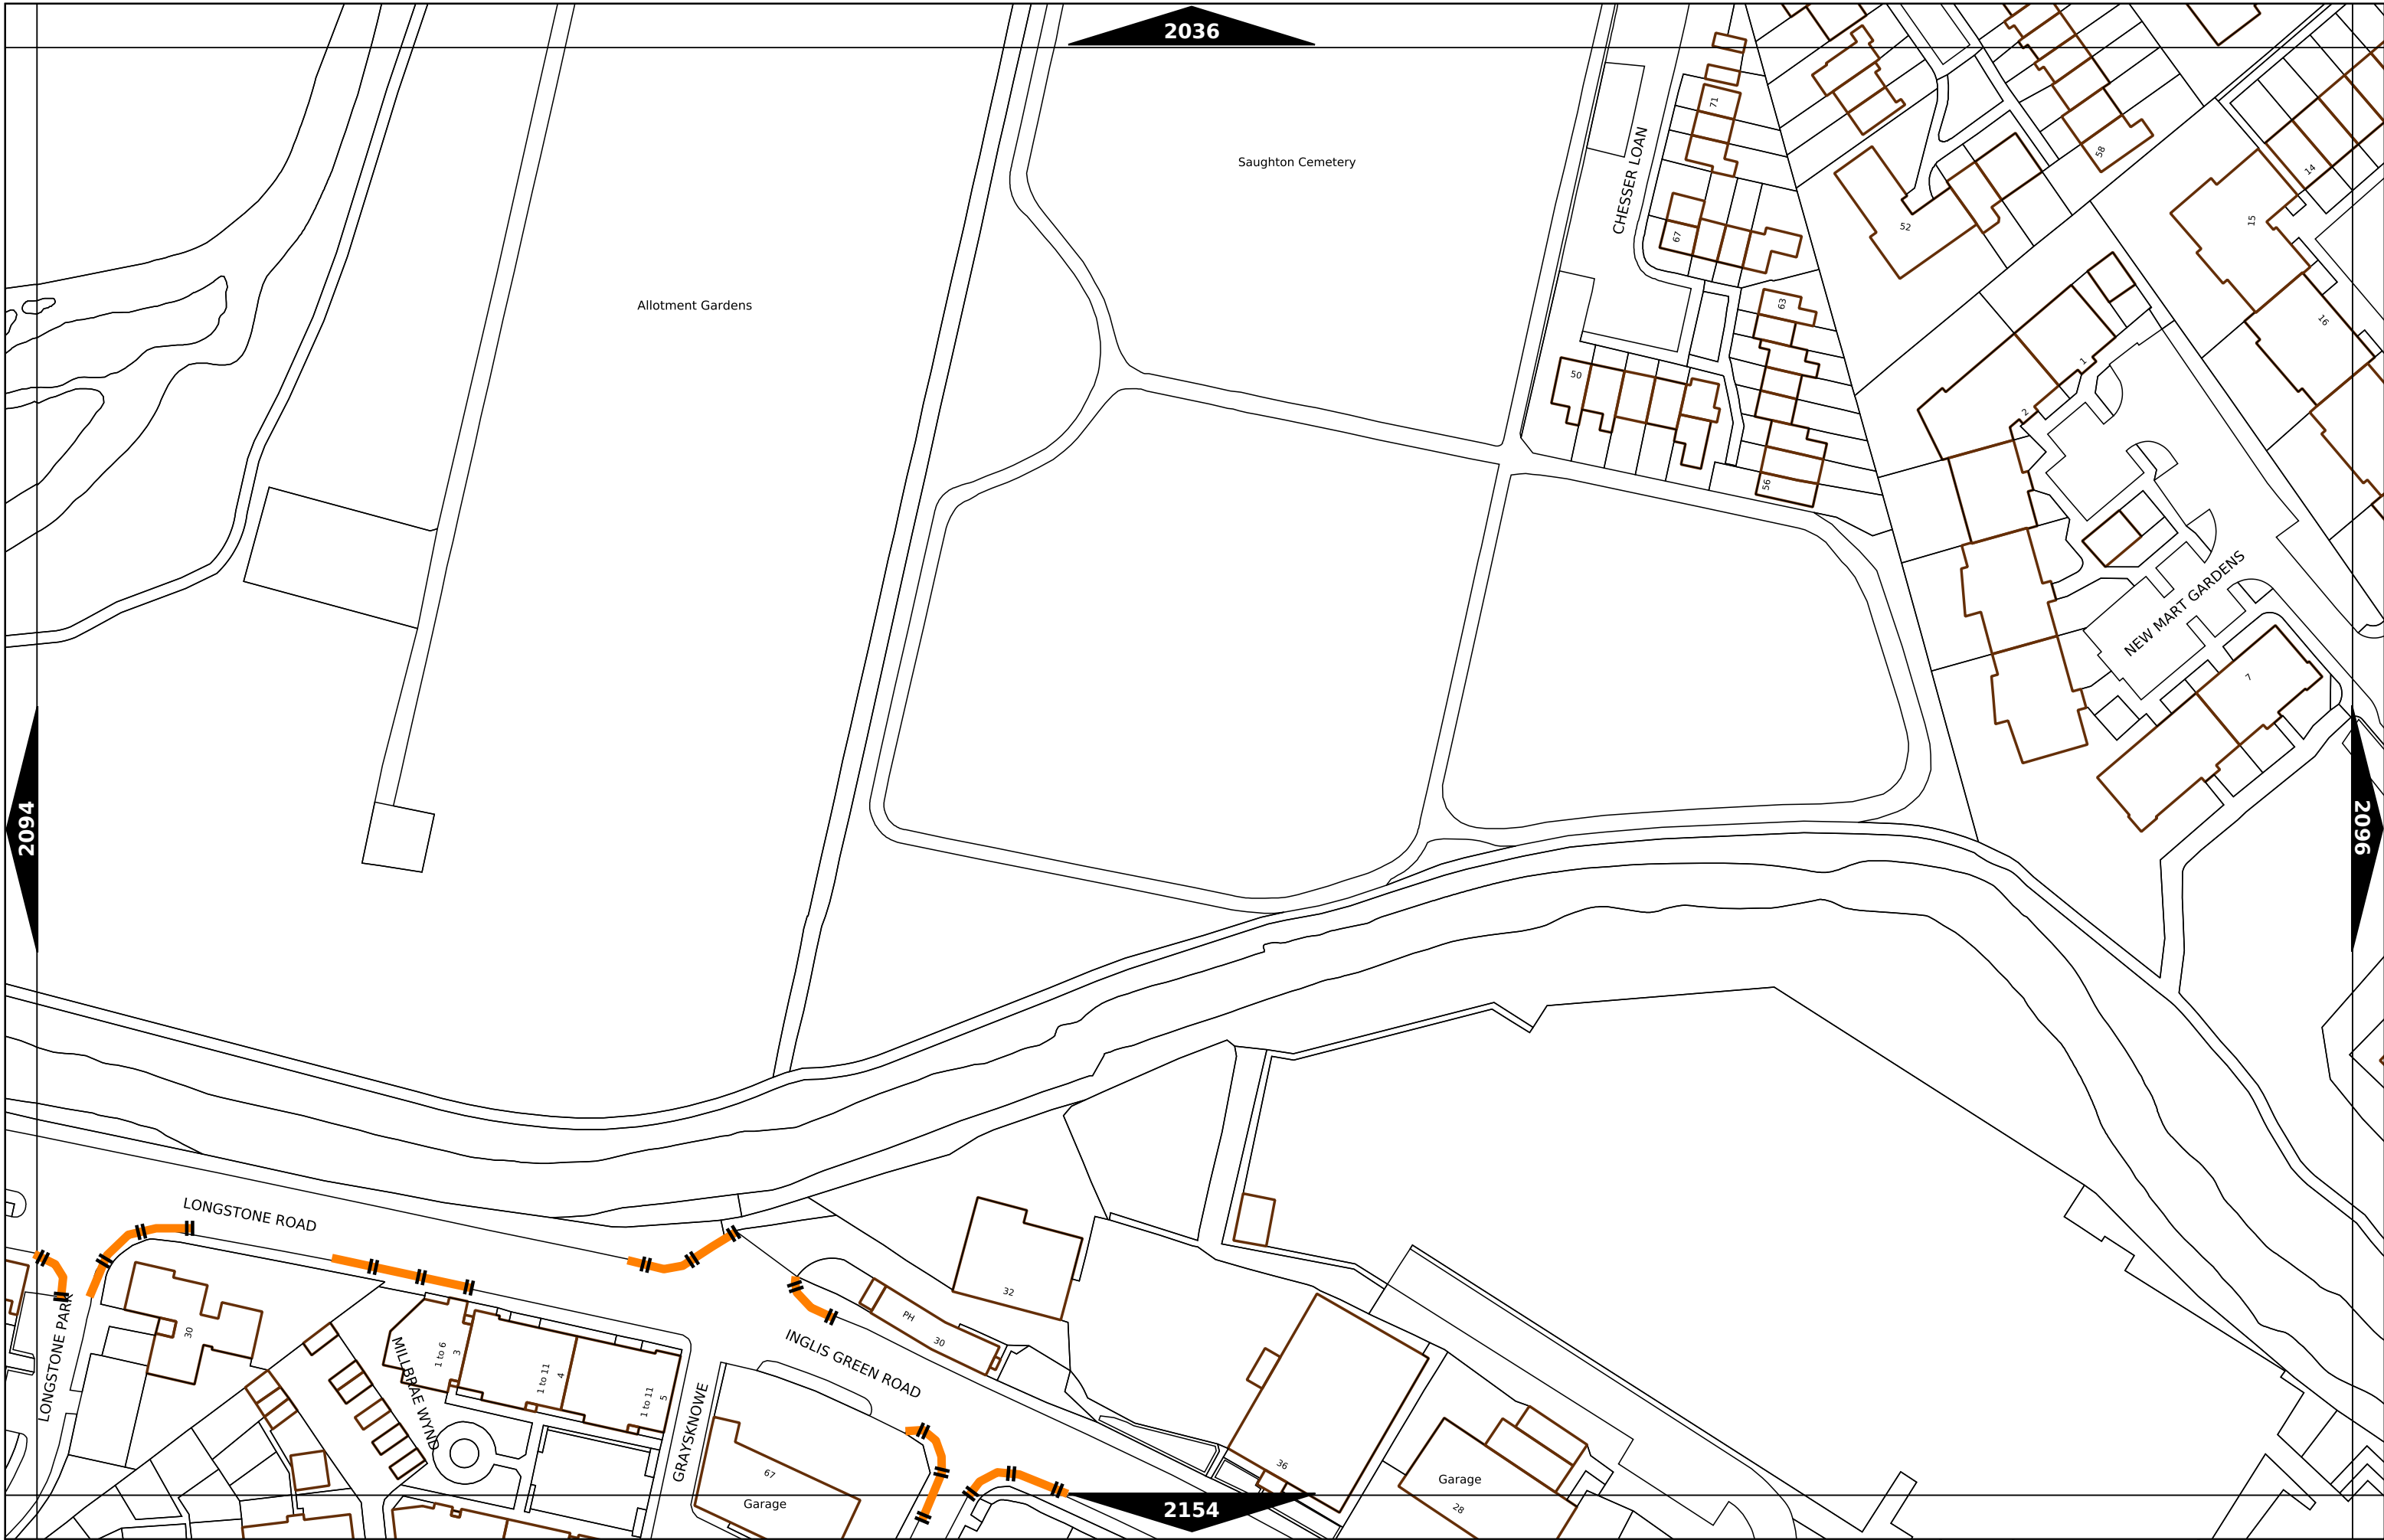 2036
Saughton Cemetery
CHESSER LOAN
71
67
63
50
56
52
58
14
15
16
1
2
Allotment Gardens
NEW MART GARDENS
7
2094
2096
LONGSTONE ROAD
LONGSTONE PARK
30
MILLBRAE WYND
1 to 6
3
1 to 11
4
1 to 11
5
GRAYSKNOWE
INGLIS GREEN ROAD
PH
30
32
36
67
Garage
Garage
28
2154